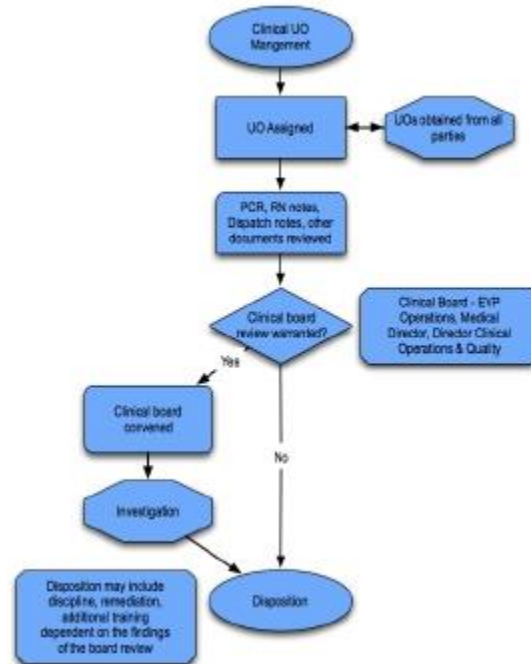 Clinical UO
Mangement
UO Assigned
UOs obtained from all
parties
PCR, RN notes,
Dispatch notes, other
documents reviewed
Clinical board
review warranted?
Clinical Board - EVP
Operations, Medical
Director, Director Clinical
Operations & Quality
Yes
Clinical board
convened
No
Investigation
Disposition may include
discipline, remediation,
additional training
dependent on the findings
of the board review
Disposition